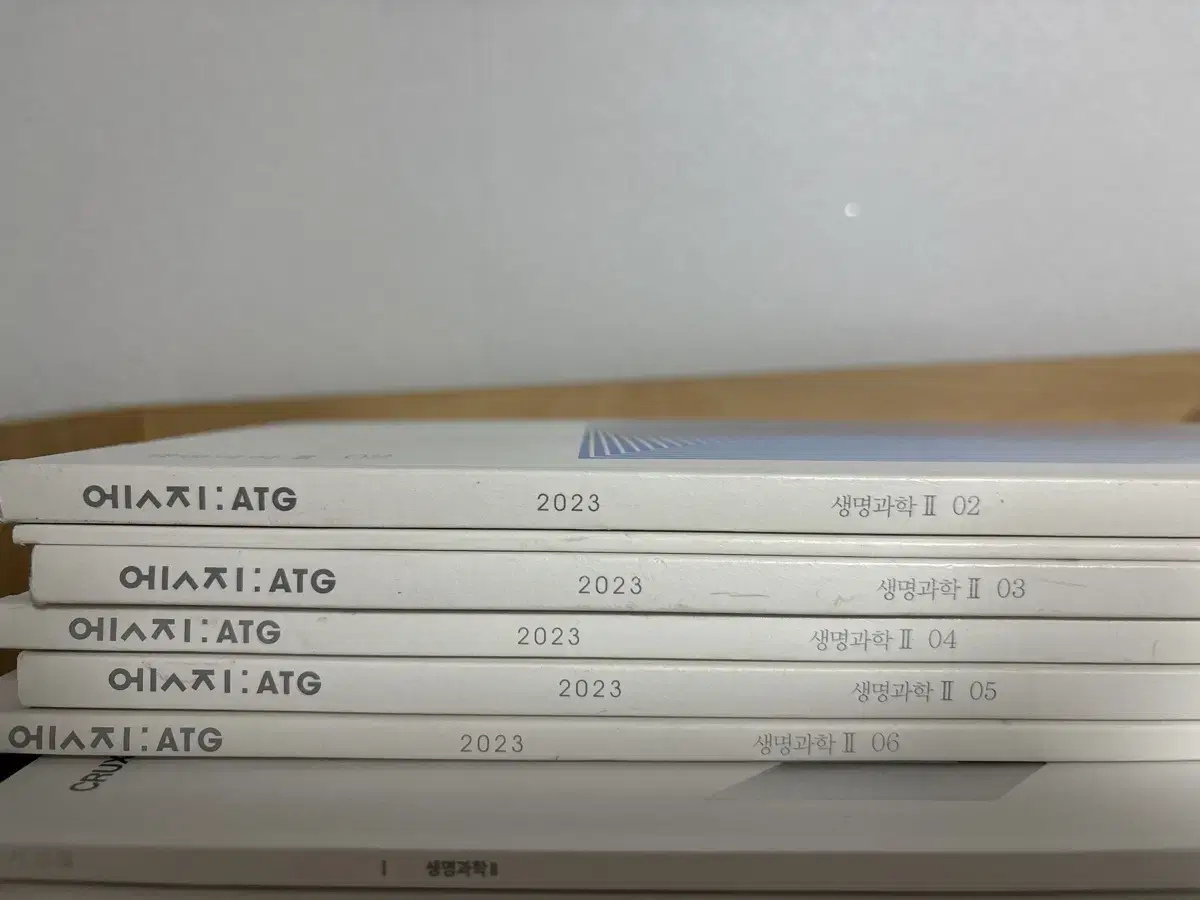 에스지:ATG 2023 생명과학 Ⅱ 02
에스지:ATG 2023 생명과학 Ⅱ 03
에스지:ATG 2023 생명과학 Ⅱ 04
에스지:ATG 2023 생명과학 Ⅱ 05
에스지:ATG 2023 생명과학 Ⅱ 06
CRUX
생명과학 Ⅱ